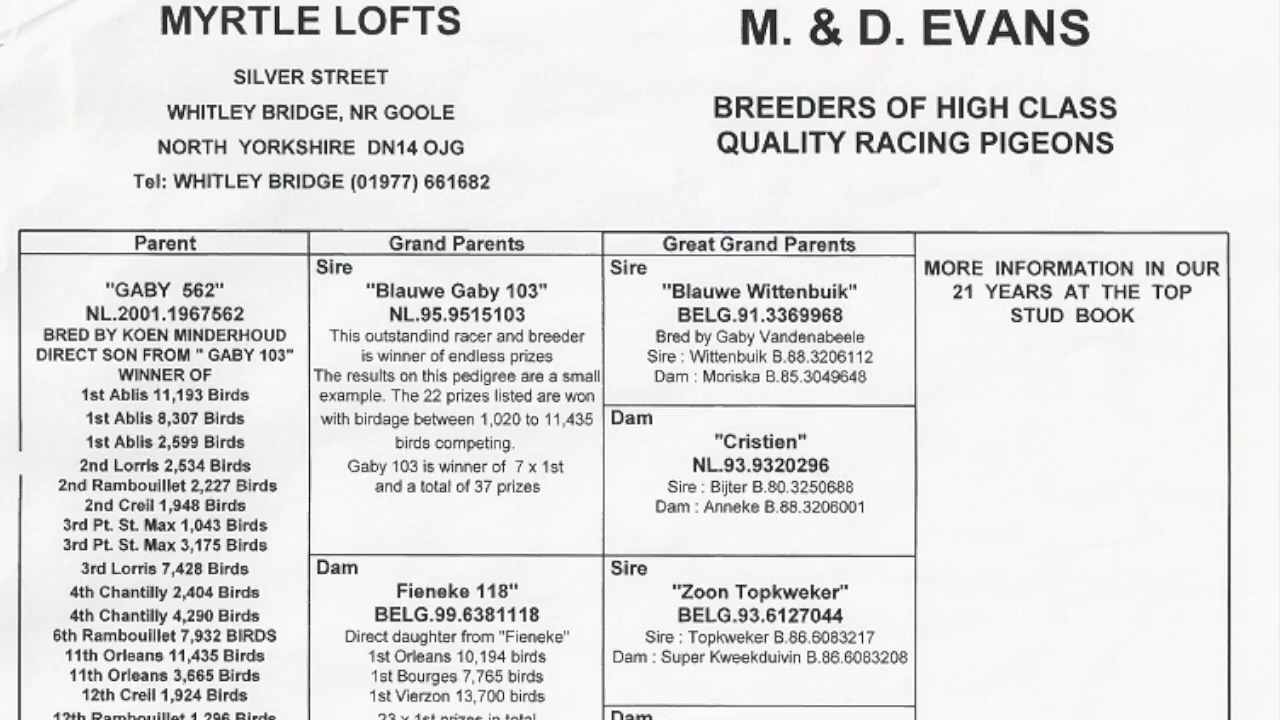 MYRTLE LOFTS
SILVER STREET
WHITLEY BRIDGE, NR GOOLE
NORTH YORKSHIRE DN14 OJG
Tel: WHITLEY BRIDGE (01977) 661682
M. & D. EVANS
BREEDERS OF HIGH CLASS
QUALITY RACING PIGEONS
Parent
"GABY 562"
NL.2001.1967562
BRED BY KOEN MINDERHOUD
DIRECT SON FROM " GABY 103"
WINNER OF
1st Ablis 11,193 Birds
1st Ablis 8,307 Birds
1st Ablis 2,599 Birds
2nd Lorris 2,534 Birds
2nd Rambouillet 2,227 Birds
2nd Creil 1,948 Birds
3rd Pt. St. Max 1,043 Birds
3rd Pt. St. Max 3,175 Birds
3rd Lorris 7,428 Birds
4th Chantilly 2,404 Birds
4th Chantilly 4,290 Birds
6th Rambouillet 7,932 BIRDS
11th Orleans 11,435 Birds
11th Orleans 3,665 Birds
12th Creil 1,924 Birds
12th Rambouillet 1,296 Birds
Grand Parents
Sire
"Blauwe Gaby 103"
NL.95.9515103
This outstanding racer and breeder
is winner of endless prizes
The results on this pedigree are a small
example. The 22 prizes listed are won
with birdage between 1,020 to 11,435
birds competing.
Gaby 103 is winner of 7 x 1st
and a total of 37 prizes
Dam
Fieneke 118"
BELG.99.6381118
Direct daughter from "Fieneke"
1st Orleans 10,194 birds
1st Bourges 7,765 birds
1st Vierzon 13,700 birds
23 x 1st prizes in total
Great Grand Parents
Sire
"Blauwe Wittenbuik"
BELG.91.3369968
Bred by Gaby Vandenabeele
Sire : Wittenbuik B.88.3206112
Dam : Moriska B.85.3049648
Dam
"Cristien"
NL.93.9320296
Sire : Bijter B.80.3250688
Dam : Anneke B.88.3206001
Sire
"Zoon Topkweker"
BELG.93.6127044
Sire : Topkweker B.86.6083217
Dam : Super Kweekduivin B.86.6083208
Dam
MORE INFORMATION IN OUR
21 YEARS AT THE TOP
STUD BOOK